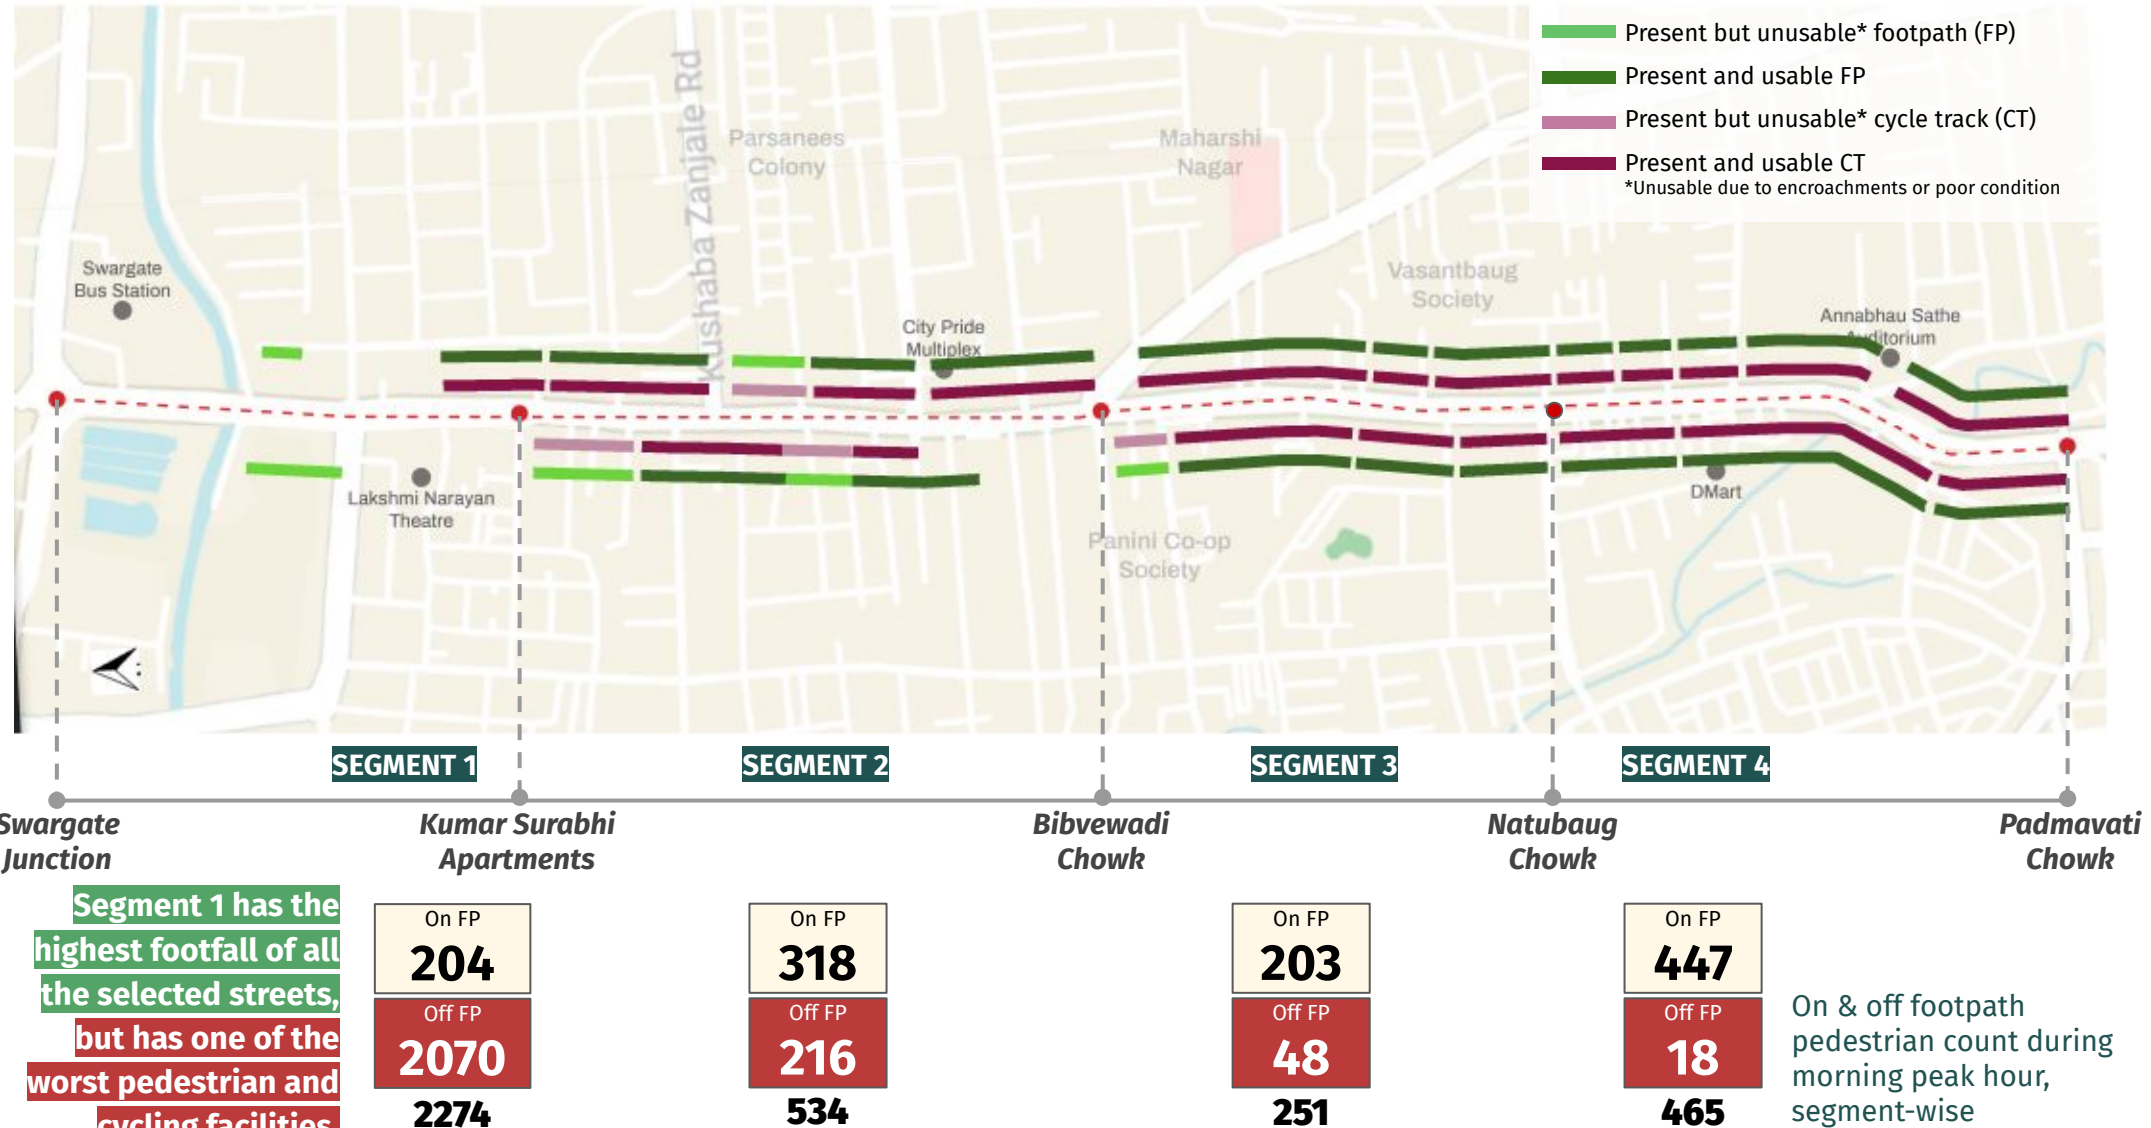 Present but unusable* footpath (FP)
Present and usable FP
Present but unusable* cycle track (CT)
Present and usable CT
*Unusable due to encroachments or poor condition
Kushaba Zanjale Rd
Parsanees
Colony
Maharshi
Nagar
Swargate
Bus Station
Vasantbaug
Society
City Pride
Multiplex
Annabhau Sathe
Auditorium
Lakshmi Narayan
Theatre
DMart
Panini Co-op
Society
SEGMENT 1
SEGMENT 2
SEGMENT 3
SEGMENT 4
Swargate
Junction
Kumar Surabhi
Apartments
Bibvewadi
Chowk
Natubaug
Chowk
Padmavati
Chowk
Segment 1 has the
highest footfall of all
the selected streets,
but has one of the
worst pedestrian and
cycling facilities.
On FP
204
Off FP
2070
2274
On FP
318
Off FP
216
534
On FP
203
Off FP
48
251
On FP
447
Off FP
18
465
On & off footpath
pedestrian count during
morning peak hour,
segment-wise